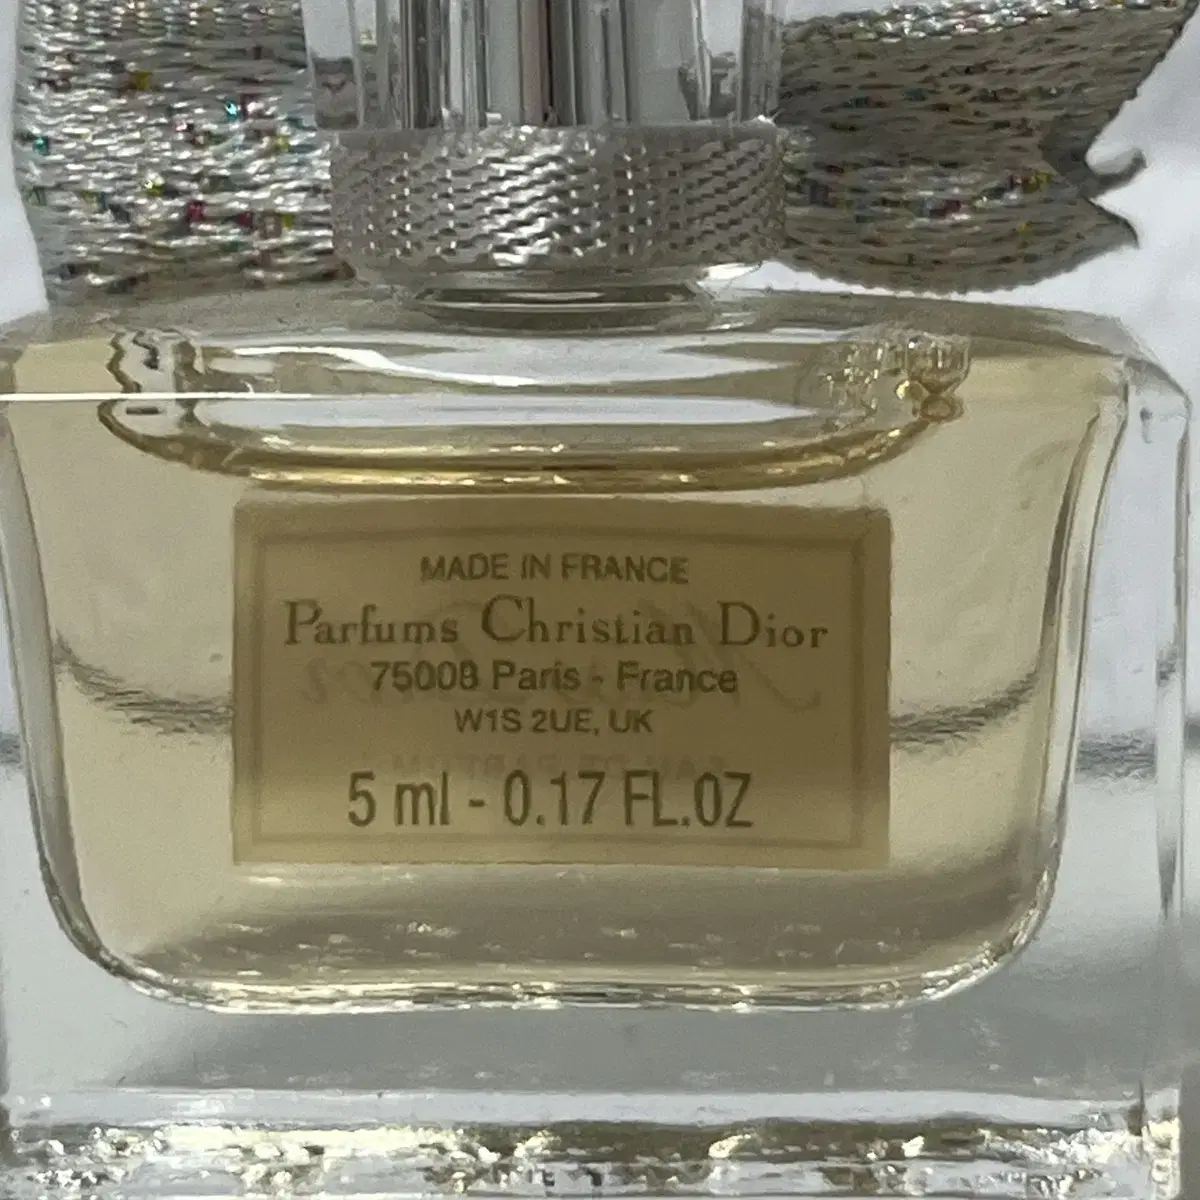 MADE IN FRANCE
Parfums Christian Dior
75008 Paris - France
W1S 2UE, UK
5 ml - 0.17 FL.OZ